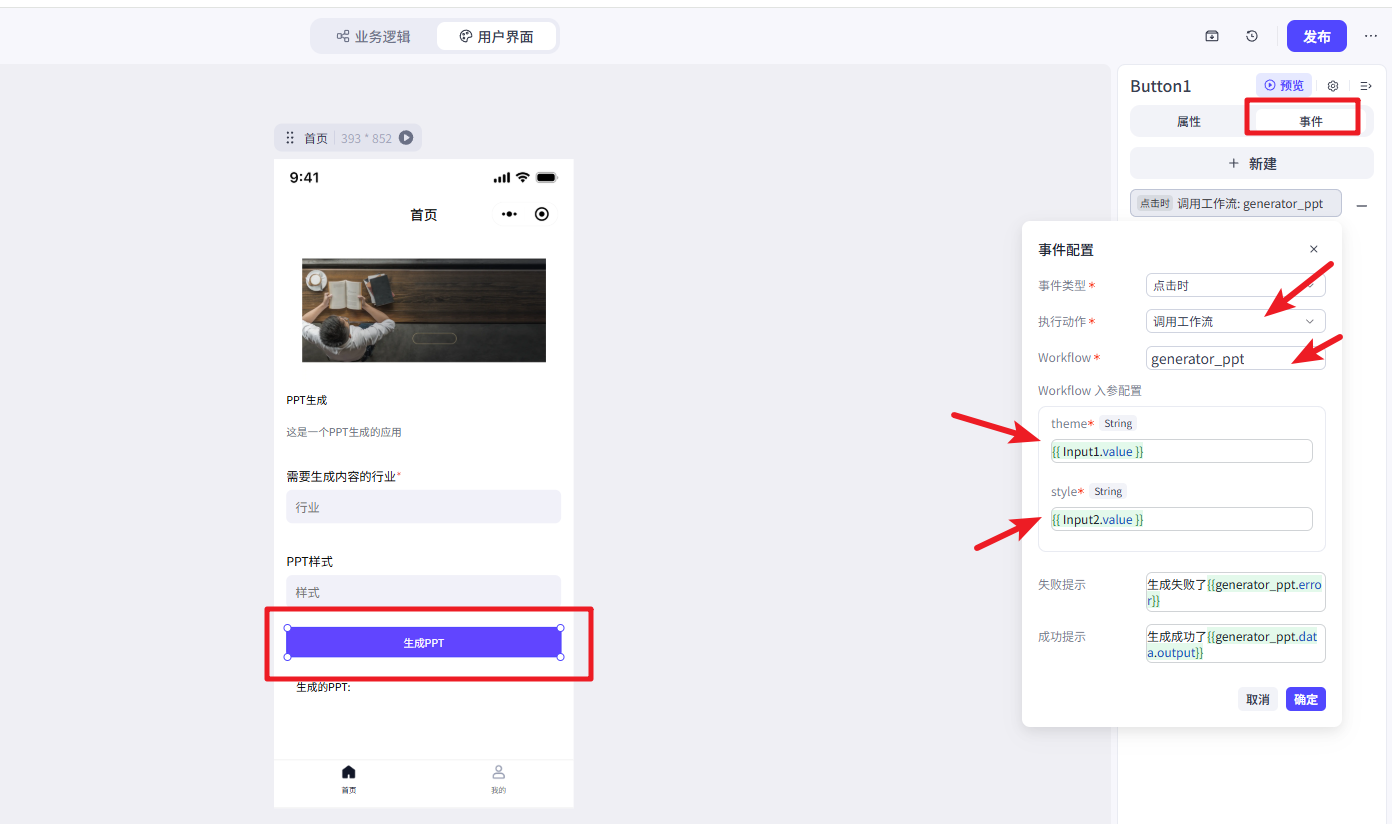 业务逻辑
用户界面
发布
Button1
预览
属性
事件
新建
点击时 调用工作流: generator_ppt
首页 393 * 852
9:41
首页
PPT生成
这是一个PPT生成的应用
需要生成内容的行业*
行业
PPT样式
样式
生成PPT
生成的PPT:
首页
我的
事件配置
事件类型*
点击时
执行动作*
调用工作流
Workflow*
generator_ppt
Workflow 入参配置
theme* String
{{ Input1.value }}
style* String
{{ Input2.value }}
失败提示
生成失败了{{generator_ppt.erro
r}}
成功提示
生成成功了{{generator_ppt.dat
a.output}}
取消
确定